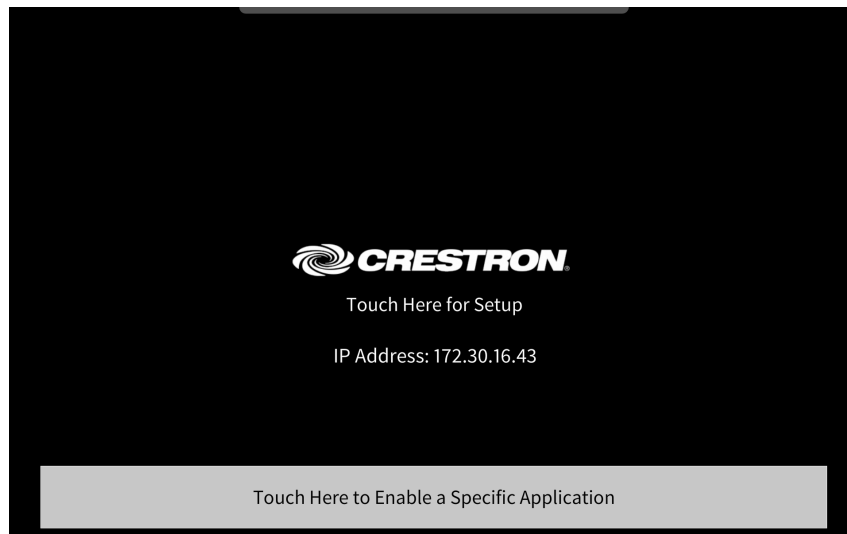 CRESTRON
Touch Here for Setup
IP Address: 172.30.16.43
Touch Here to Enable a Specific Application